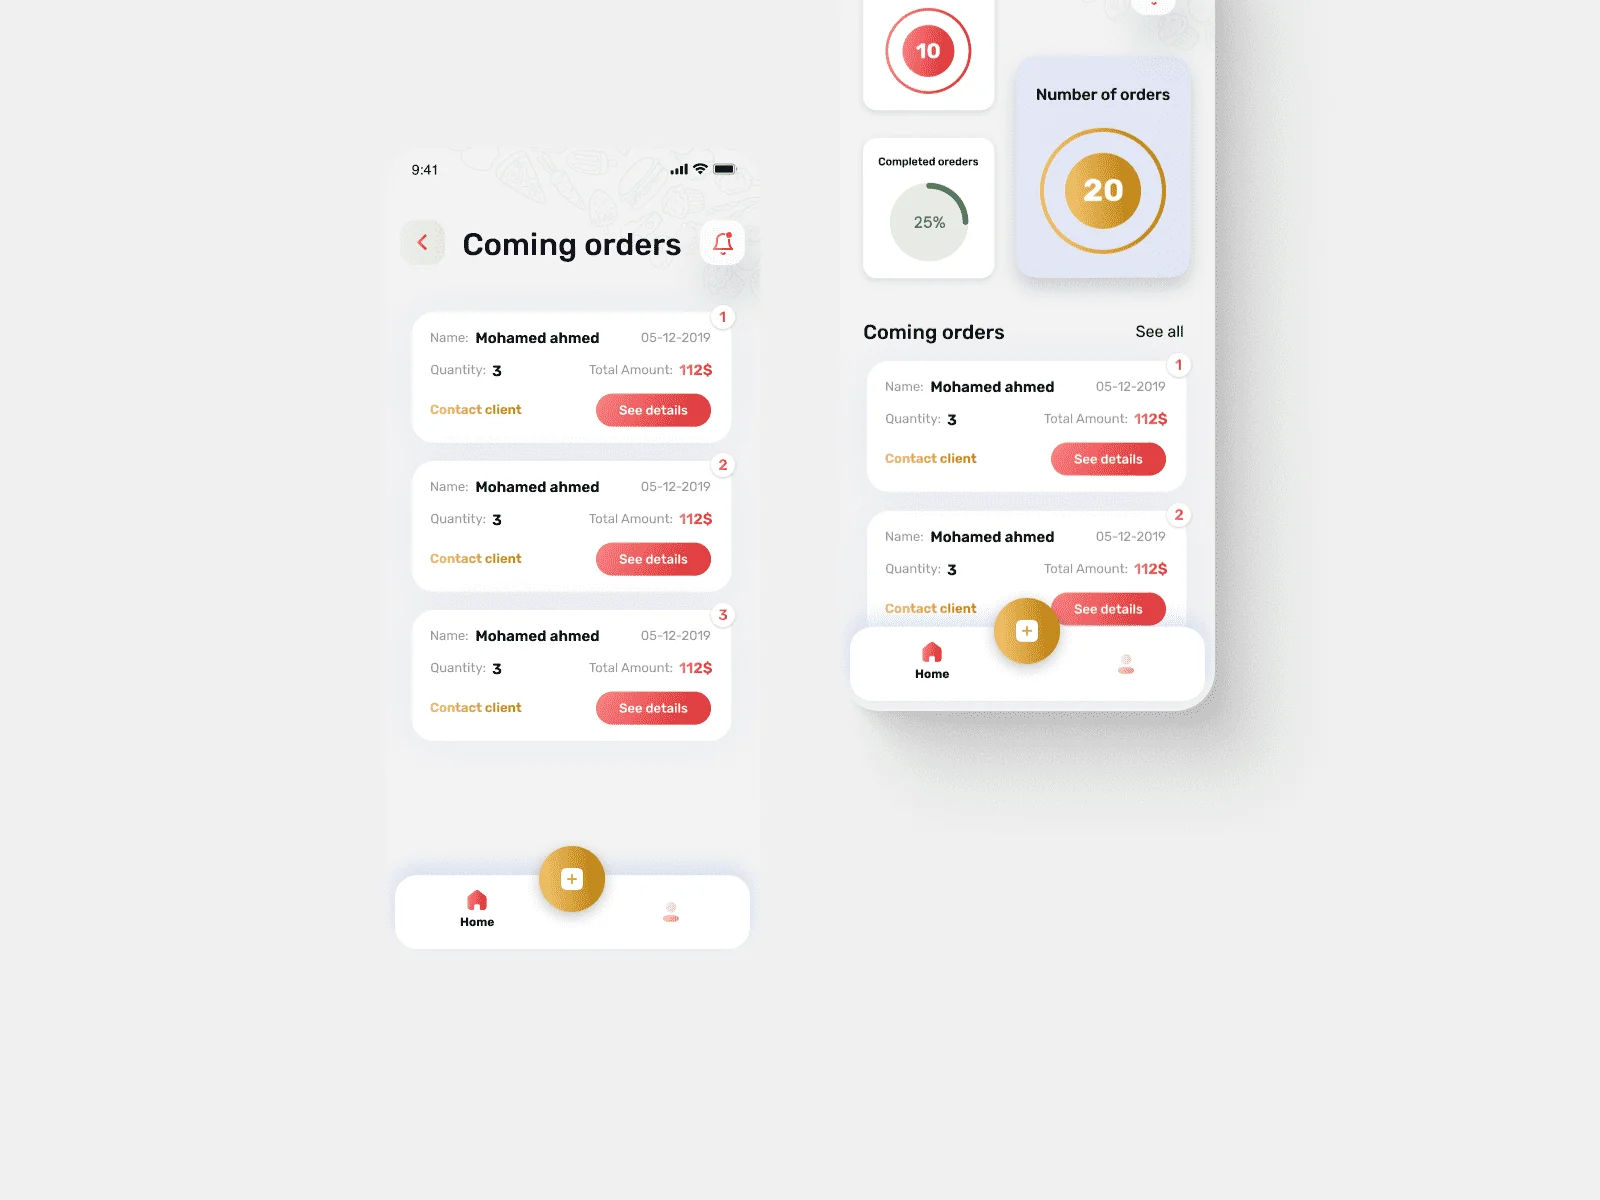 9:41
Coming orders
1
Name: Mohamed ahmed 05-12-2019
Quantity: 3 Total Amount: 112$
Contact client See details
2
Name: Mohamed ahmed 05-12-2019
Quantity: 3 Total Amount: 112$
Contact client See details
3
Name: Mohamed ahmed 05-12-2019
Quantity: 3 Total Amount: 112$
Contact client See details
Home
10
Number of orders
20
Completed oreders
25%
Coming orders See all
1
Name: Mohamed ahmed 05-12-2019
Quantity: 3 Total Amount: 112$
Contact client See details
2
Name: Mohamed ahmed 05-12-2019
Quantity: 3 Total Amount: 112$
Contact client See details
Home